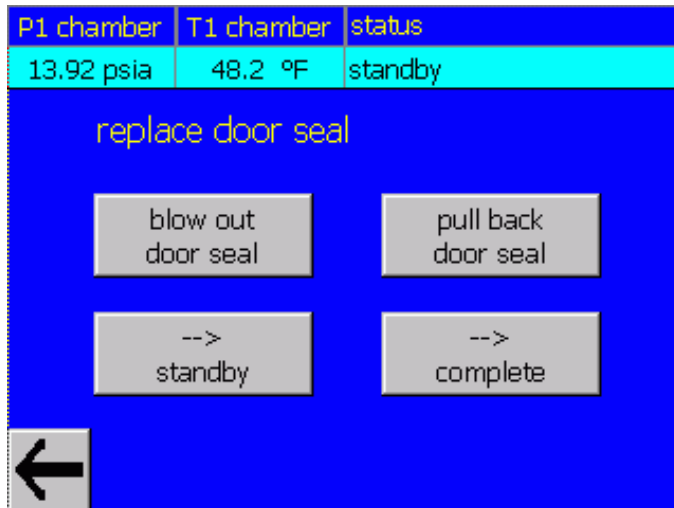 P1 chamber T1 chamber status
13.92 psia 48.2 ºF standby
replace door seal
blow out
door seal
pull back
door seal
-->
standby
-->
complete